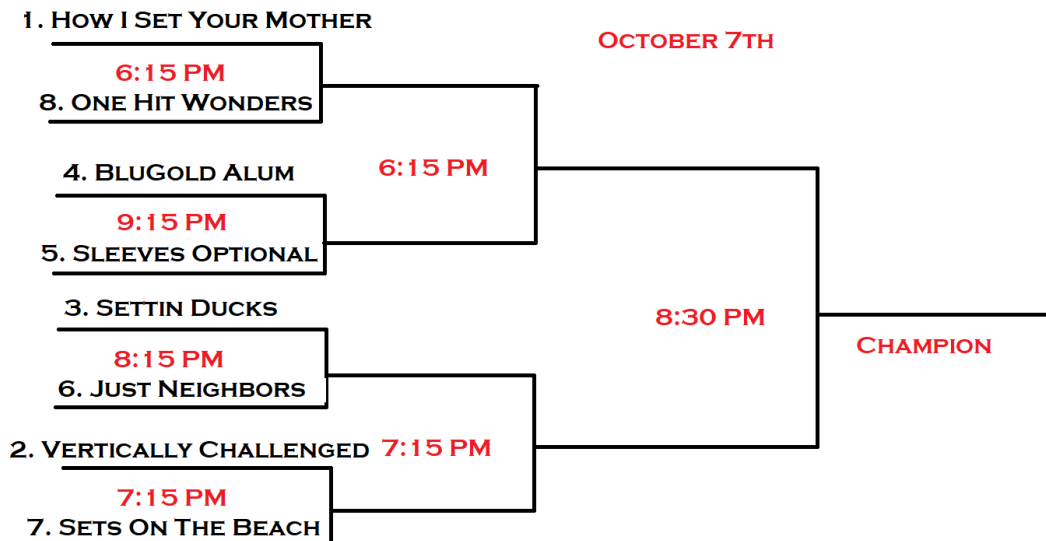 1. How I Set Your Mother
October 7th
6:15 PM
8. One Hit Wonders
6:15 PM
4. BluGold Alum
9:15 PM
5. Sleeves Optional
3. Settin Ducks
8:30 PM
Champion
8:15 PM
6. Just Neighbors
2. Vertically Challenged
7:15 PM
7:15 PM
7. Sets On The Beach